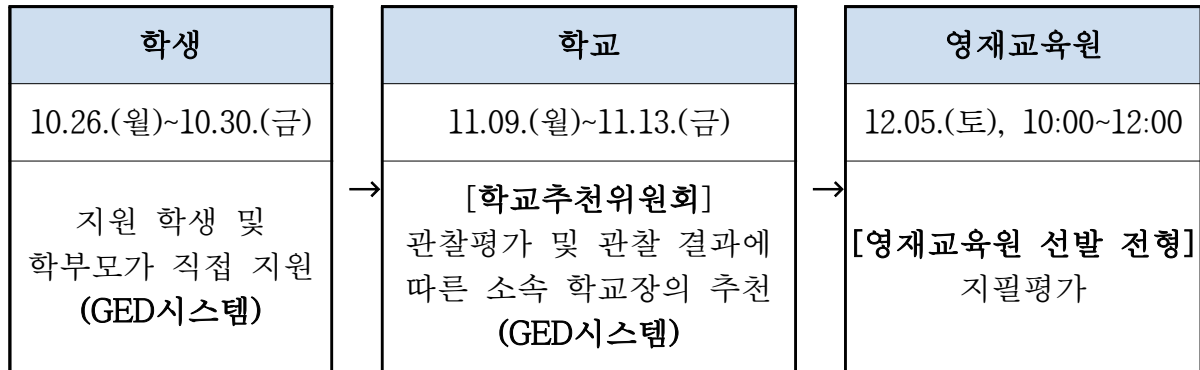 학생
10.26.(월)~10.30.(금)
지원 학생 및
학부모가 직접 지원
(GED시스템)
→
학교
11.09.(월)~11.13.(금)
[학교추천위원회]
관찰평가 및 관찰 결과에
따른 소속 학교장의 추천
(GED시스템)
→
영재교육원
12.05.(토), 10:00~12:00
[영재교육원 선발 전형]
지필평가